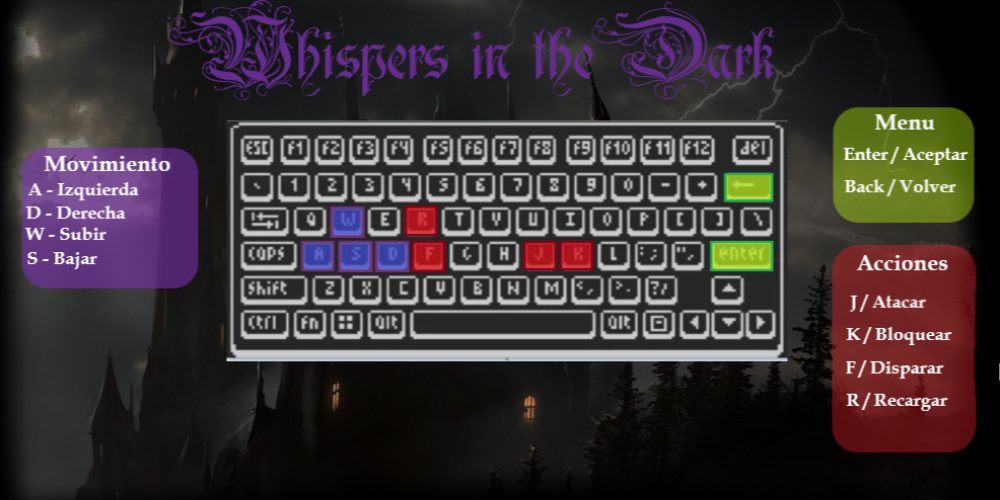 Whispers in the Dark
Movimiento
A - Izquierda
D - Derecha
W - Subir
S - Bajar
ESC f1 f2 f3 f4 f5 f6 f7 f8 f9 f10 f11 f12 del
1 2 3 4 5 6 7 8 9 0 - +
Q W E R T Y U I O P [ ] \
CAPS A S D F G H J K L :; ", enter
Shift Z X C V B N M <, >. ?/
Ctrl fn Alt Alt
Menu
Enter / Aceptar
Back / Volver
Acciones
J / Atacar
K / Bloquear
F / Disparar
R / Recargar